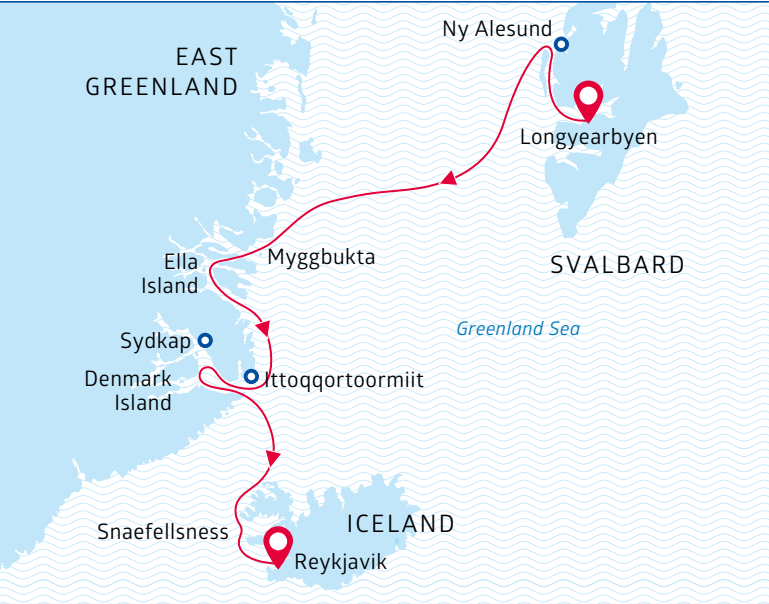 Ny Alesund
EAST
GREENLAND
Longyearbyen
Myggbukta
Ella
Island
SVALBARD
Greenland Sea
Sydkap
Denmark
Island
Ittoqqortoormiit
ICELAND
Snaefellsness
Reykjavik